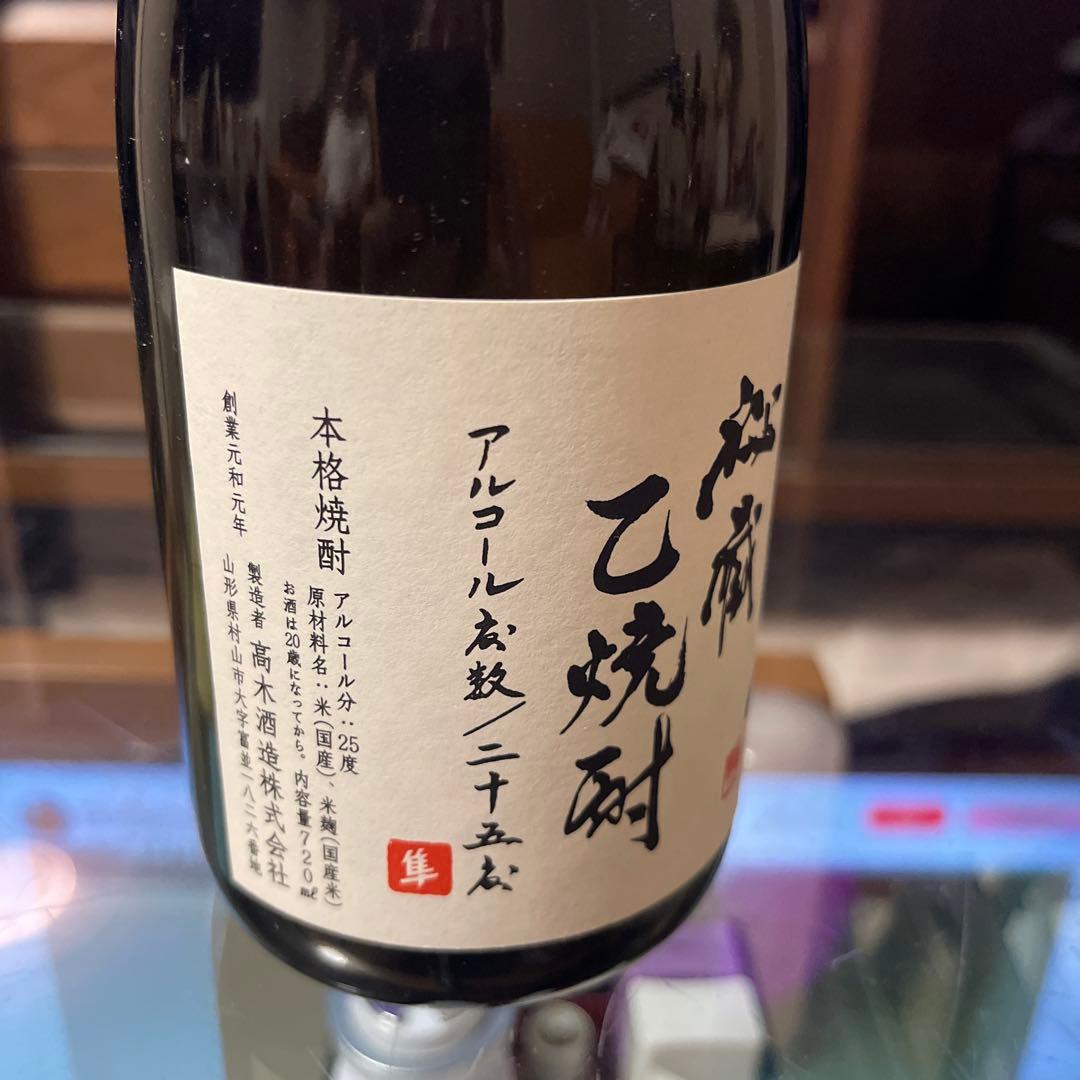 秘蔵
乙焼酎
アルコール度数/二十五度
隼
本格焼酎
アルコール分:25度
原材料名:米(国産)、米麹(国産米)
お酒は20歳になってから。内容量720ml
製造者 高木酒造株式会社
創業元和元年 山形県村山市大字富並一八二六番地